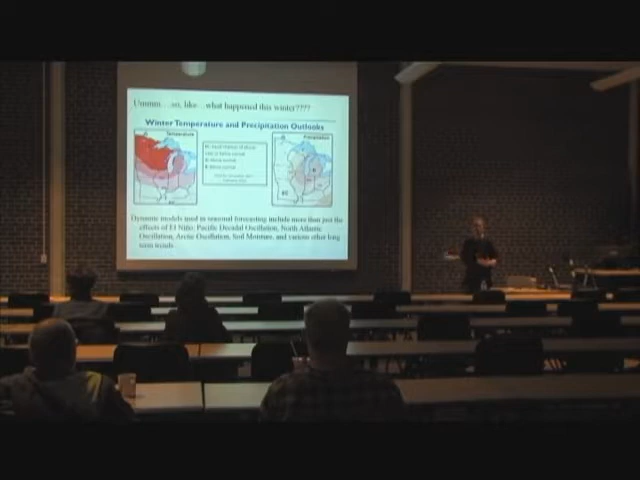 Ummm….so, like…what happened this winter????
Winter Temperature and Precipitation Outlooks
Temperature
Precipitation
EC
Dynamic models used in seasonal forecasting include more than just the
effects of El Niño: Pacific Decadal Oscillation, North Atlantic
Oscillation, Arctic Oscillation, Soil Moisture, and various other long
term trends